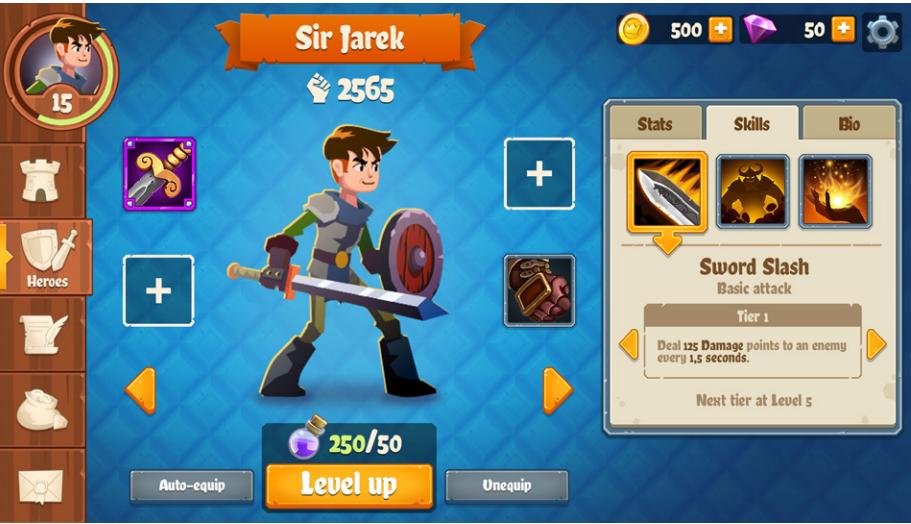 Sir Jarek
2565
500
50
15
Heroes
Stats
Skills
Bio
Sword Slash
Basic attack
Tier 1
Deal 125 Damage points to an enemy
every 1,5 seconds.
Next tier at Level 5
250/50
Auto-equip
Level up
Unequip